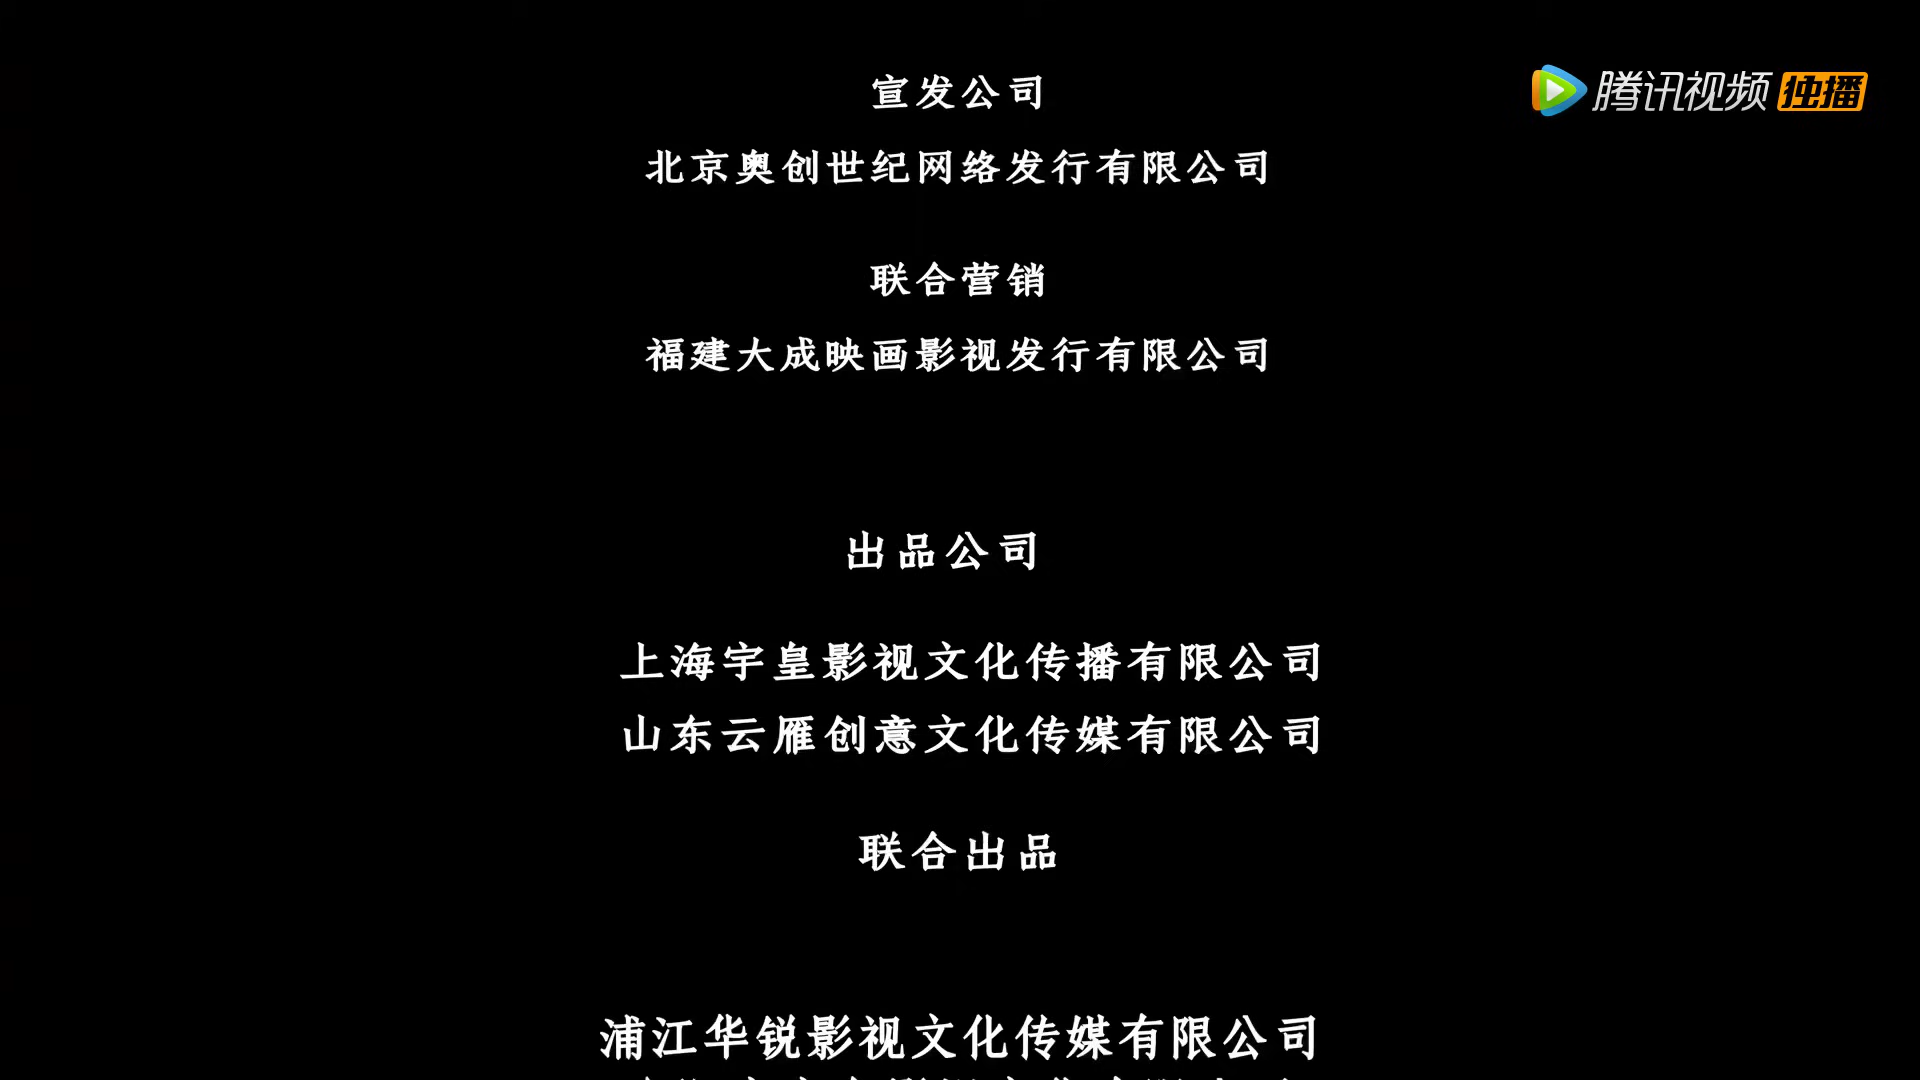 宣发公司
腾讯视频 独播
北京奥创世纪网络发行有限公司
联合营销
福建大成映画影视发行有限公司
出品公司
上海宇皇影视文化传播有限公司
山东云雁创意文化传媒有限公司
联合出品
浦江华锐影视文化传媒有限公司